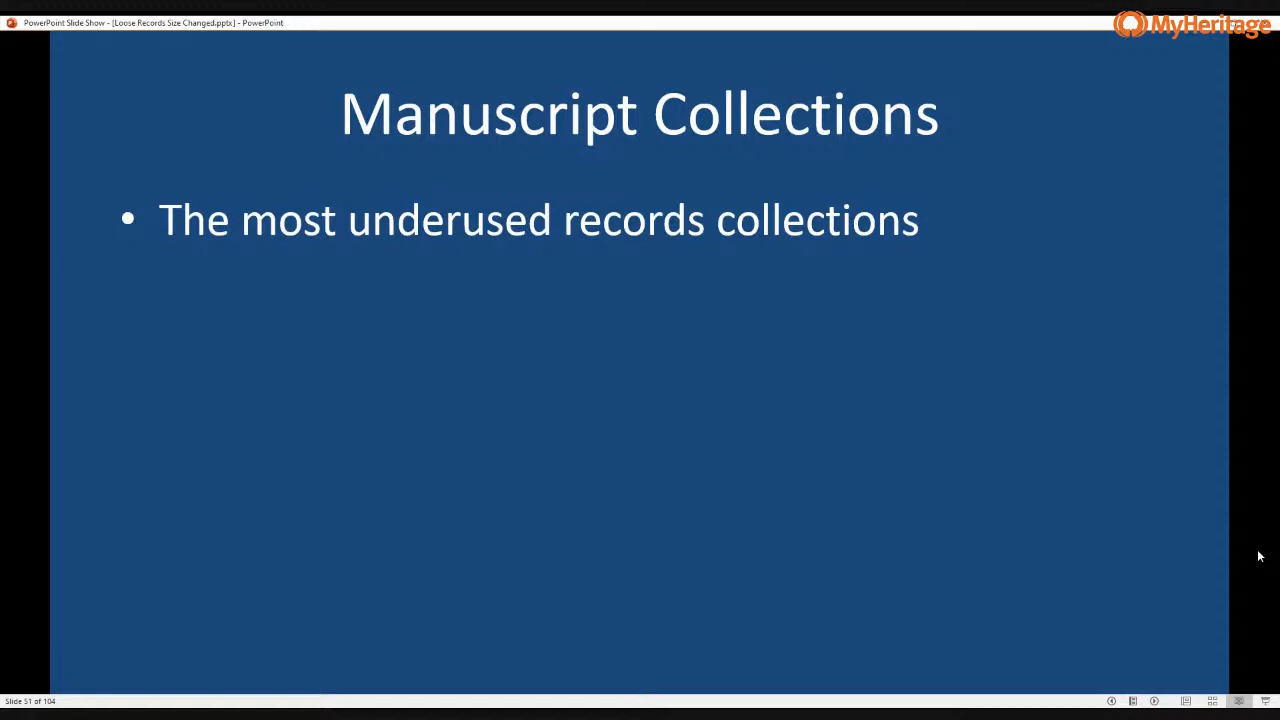 PowerPoint Slide Show - [Loose Records Size Changed.pptx] - PowerPoint
MyHeritage
Manuscript Collections
• The most underused records collections
Slide 51 of 104